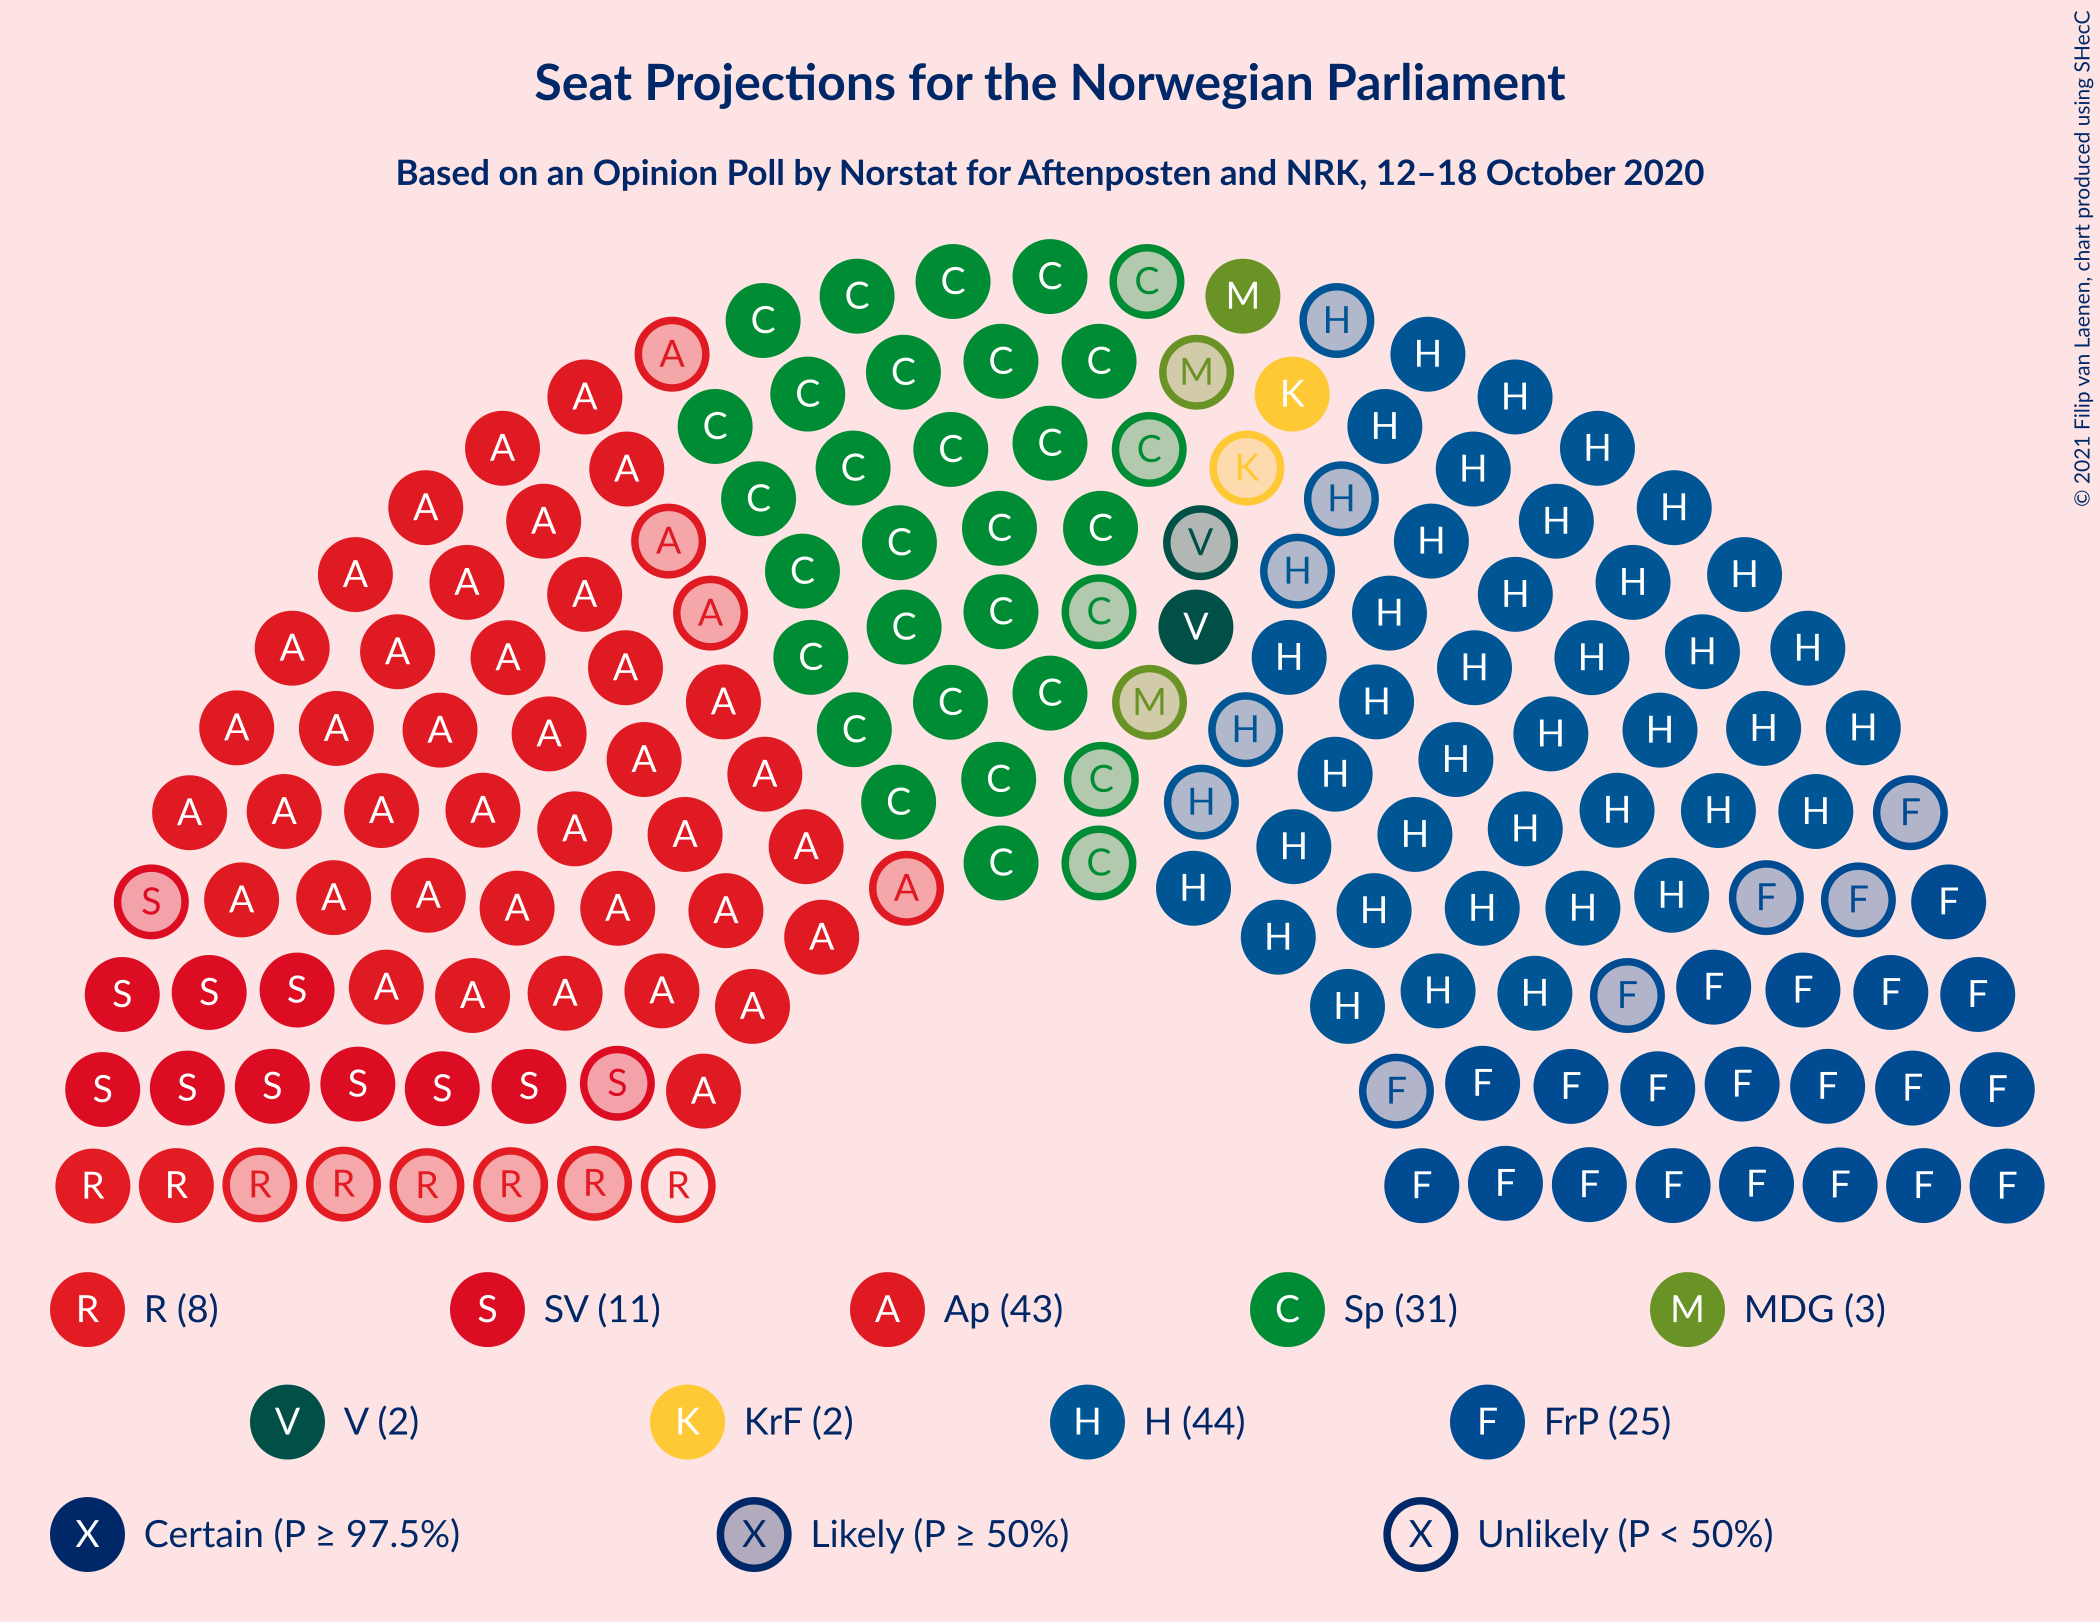 Seat Projections for the Norwegian Parliament
Based on an Opinion Poll by Norstat for Aftenposten and NRK, 12–18 October 2020
© 2021 Filip van Laenen, chart produced using SHecC
C C C C M
C H
A C C H
C M
A C K H
C H
A C C C H
A C K H
A C H H
A A C C C V H H
A A A C H H H H
A C C C V H
A A A A C H H H H H
A C C M H
A A A A C H H H H H
A A C C H H
A A A A A A C H H H H H H F
A C C H
S A A A A A A A H H H H H F F F
A H
S S S A A A A A H H H F F F F F
S S S S S S S A F F F F F F F F
R R R R R R R R F F F F F F F F
R R (8) S SV (11) A Ap (43) C Sp (31) M MDG (3)
V V (2) K KrF (2) H H (44) F FrP (25)
X Certain (P ≥ 97.5%) X Likely (P ≥ 50%) X Unlikely (P < 50%)